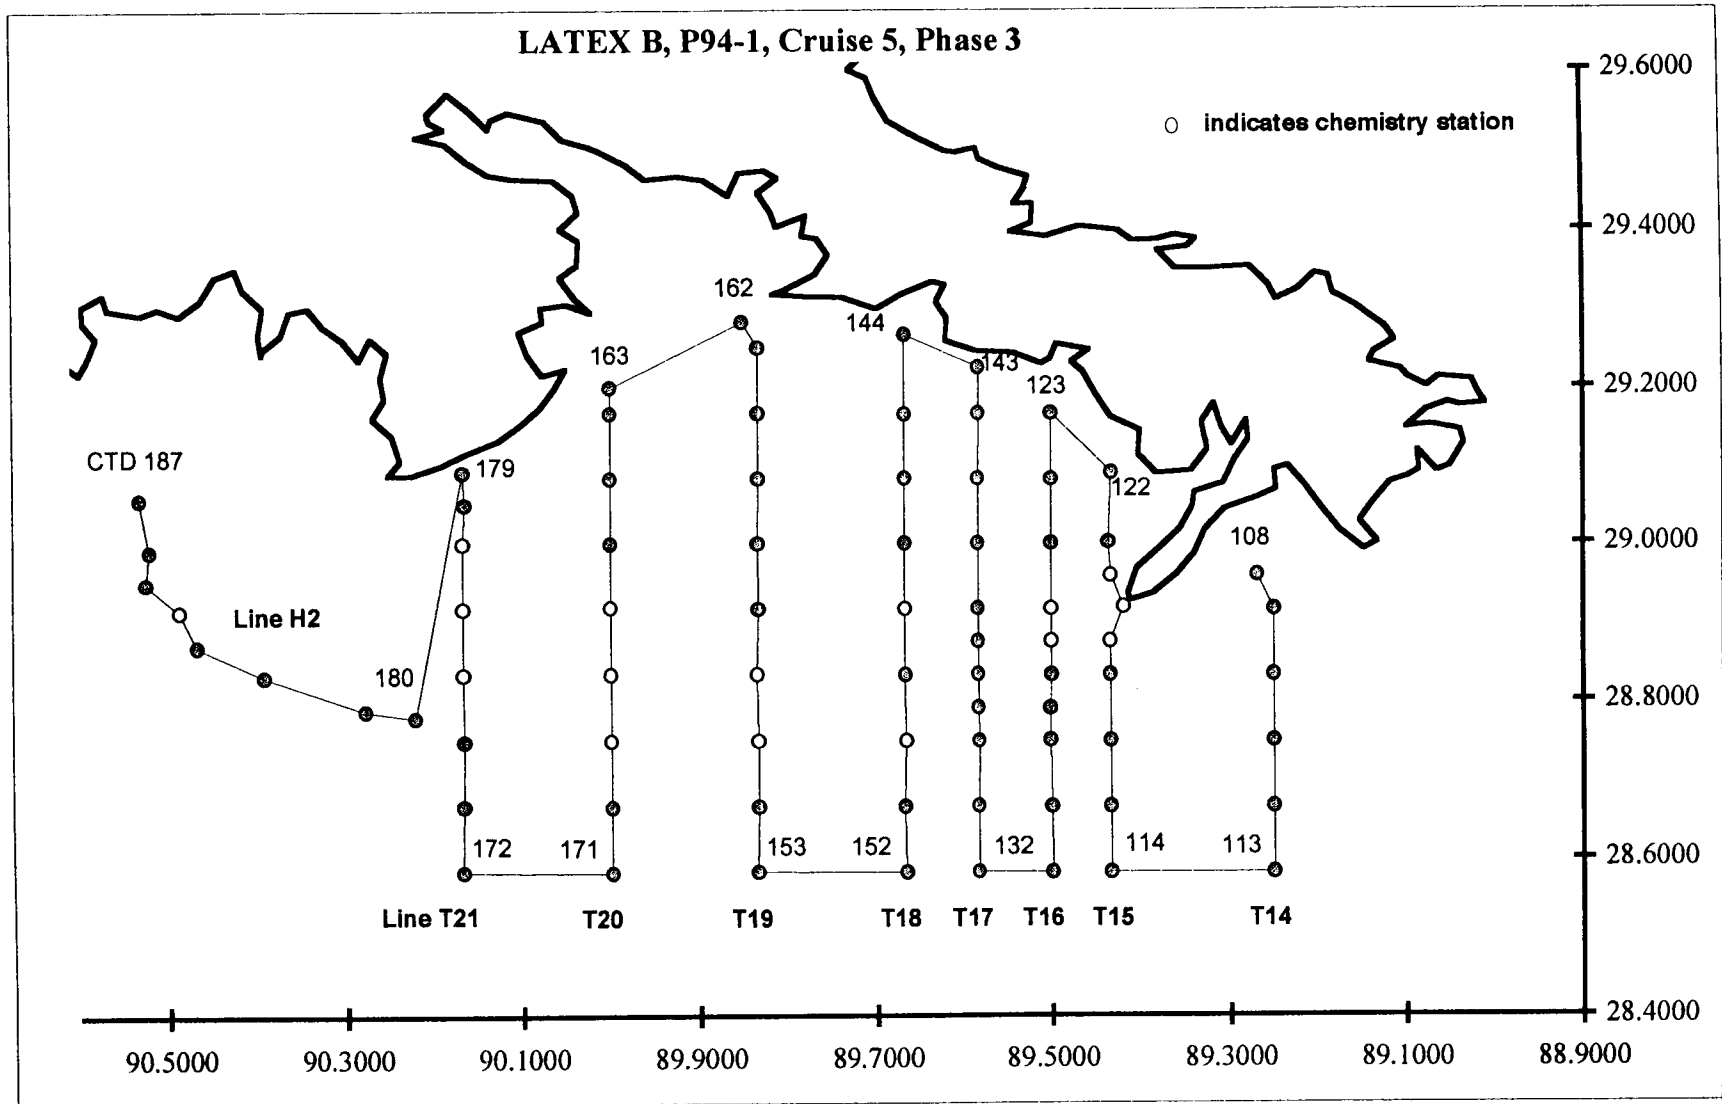 LATEX B, P94-1, Cruise 5, Phase 3
29.6000
indicates chemistry station
29.4000
162
144
163
143
123
29.2000
CTD 187
179
122
108
29.0000
Line H2
180
28.8000
172
171
153
152
132
114
113
28.6000
Line T21
T20
T19
T18
T17
T16
T15
T14
28.4000
90.5000
90.3000
90.1000
89.9000
89.7000
89.5000
89.3000
89.1000
88.9000